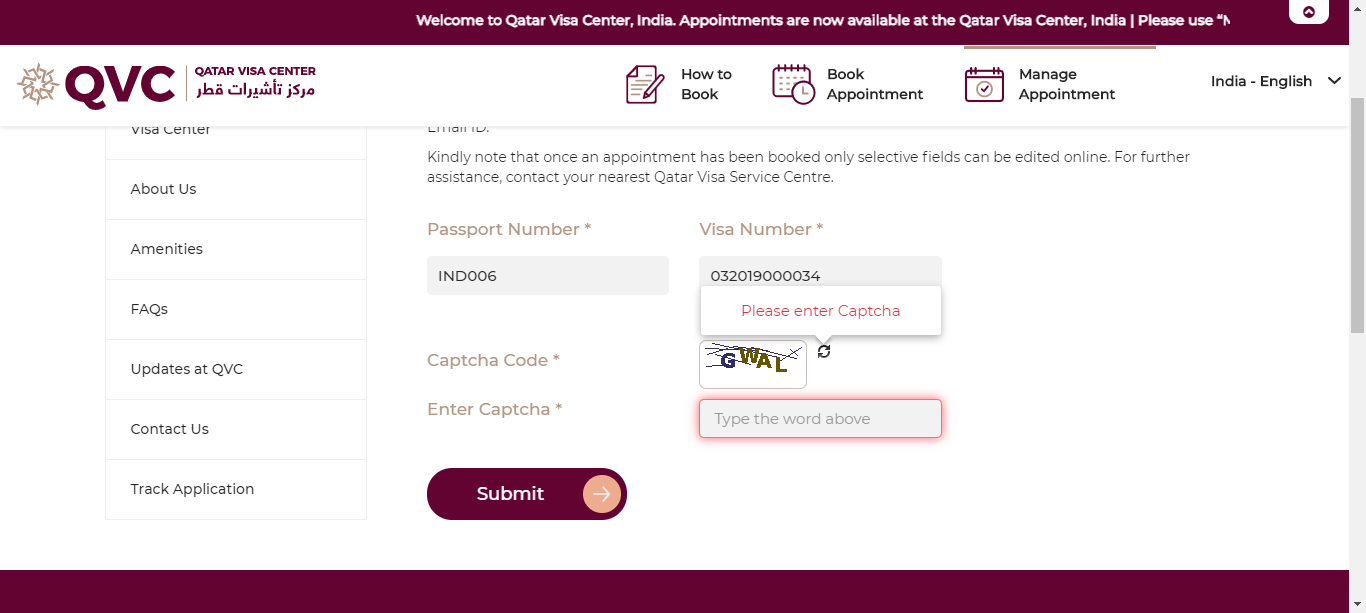 Welcome to Qatar Visa Center, India. Appointments are now available at the Qatar Visa Center, India | Please use “
QVC
QATAR VISA CENTER
مركز تأشيرات قطر
How to
Book
Book
Appointment
Manage
Appointment
India - English
Visa Center
About Us
Amenities
FAQs
Updates at QVC
Contact Us
Track Application
Email ID.
Kindly note that once an appointment has been booked only selective fields can be edited online. For further
assistance, contact your nearest Qatar Visa Service Centre.
Passport Number *
Visa Number *
IND006
032019000034
Please enter Captcha
Captcha Code *
GWAL
Enter Captcha *
Type the word above
Submit